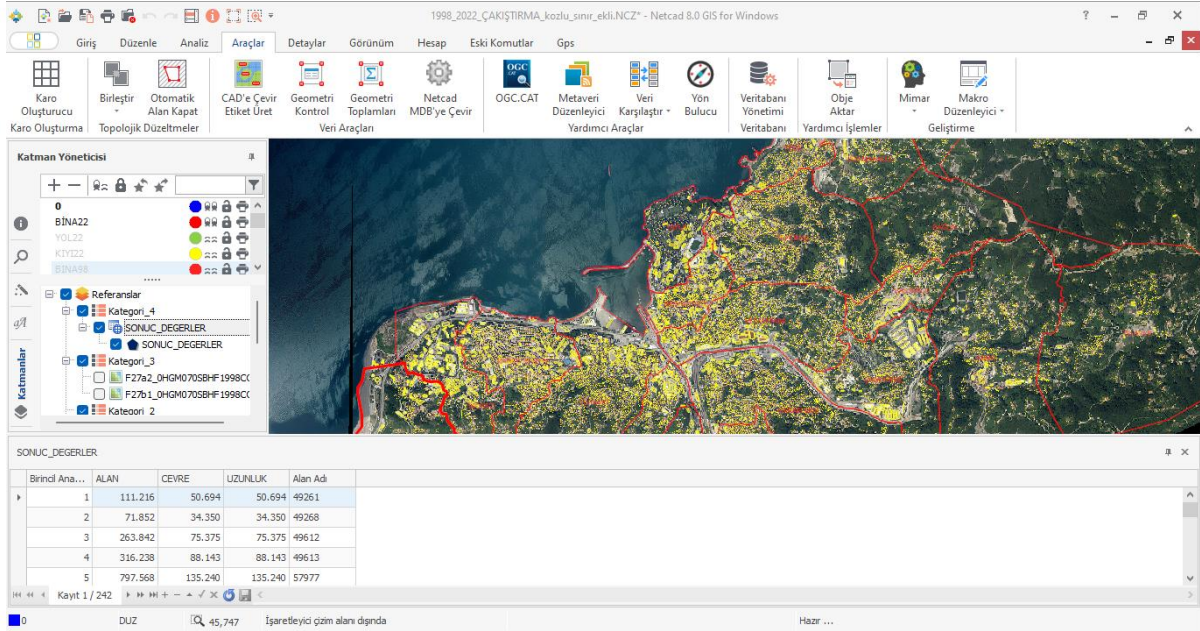 1998_2022_ÇAKIŞTIRMA_kozlu_sınır_ekli.NCZ* - Netcad 8.0 GIS for Windows
Giriş Düzenle Analiz Araçlar Detaylar Görünüm Hesap Eski Komutlar Gps
Karo Oluşturucu
Birleştir
Otomatik Alan Kapat
CAD'e Çevir Etiket Üret
Geometri Kontrol
Geometri Toplamları
Netcad MDB'ye Çevir
OGC.CAT
Metaveri Düzenleyici
Veri Karşılaştır
Yön Bulucu
Veritabanı Yönetimi
Obje Aktar
Mimar
Makro Düzenleyici
Karo Oluşturma Topolojik Düzeltmeler Veri Araçları Yardımcı Araçlar Veritabanı Yardımcı İşlemler Geliştirme
Katman Yöneticisi
0
BİNA22
YOL22
KIYI22
BINA98
Referanslar
Kategori_4
SONUC_DEGERLER
SONUC_DEGERLER
Kategori_3
F27a2_0HGM070SBHF1998C
F27b1_0HGM070SBHF1998C
Kategori_2
Katmanlar
SONUC_DEGERLER
Birincil Ana... ALAN CEVRE UZUNLUK Alan Adı
1 111.216 50.694 50.694 49261
2 71.852 34.350 34.350 49268
3 263.842 75.375 75.375 49612
4 316.238 88.143 88.143 49613
5 797.568 135.240 135.240 57977
Kayıt 1 / 242
0 DUZ 45,747 İşaretleyici çizim alanı dışında Hazır ...